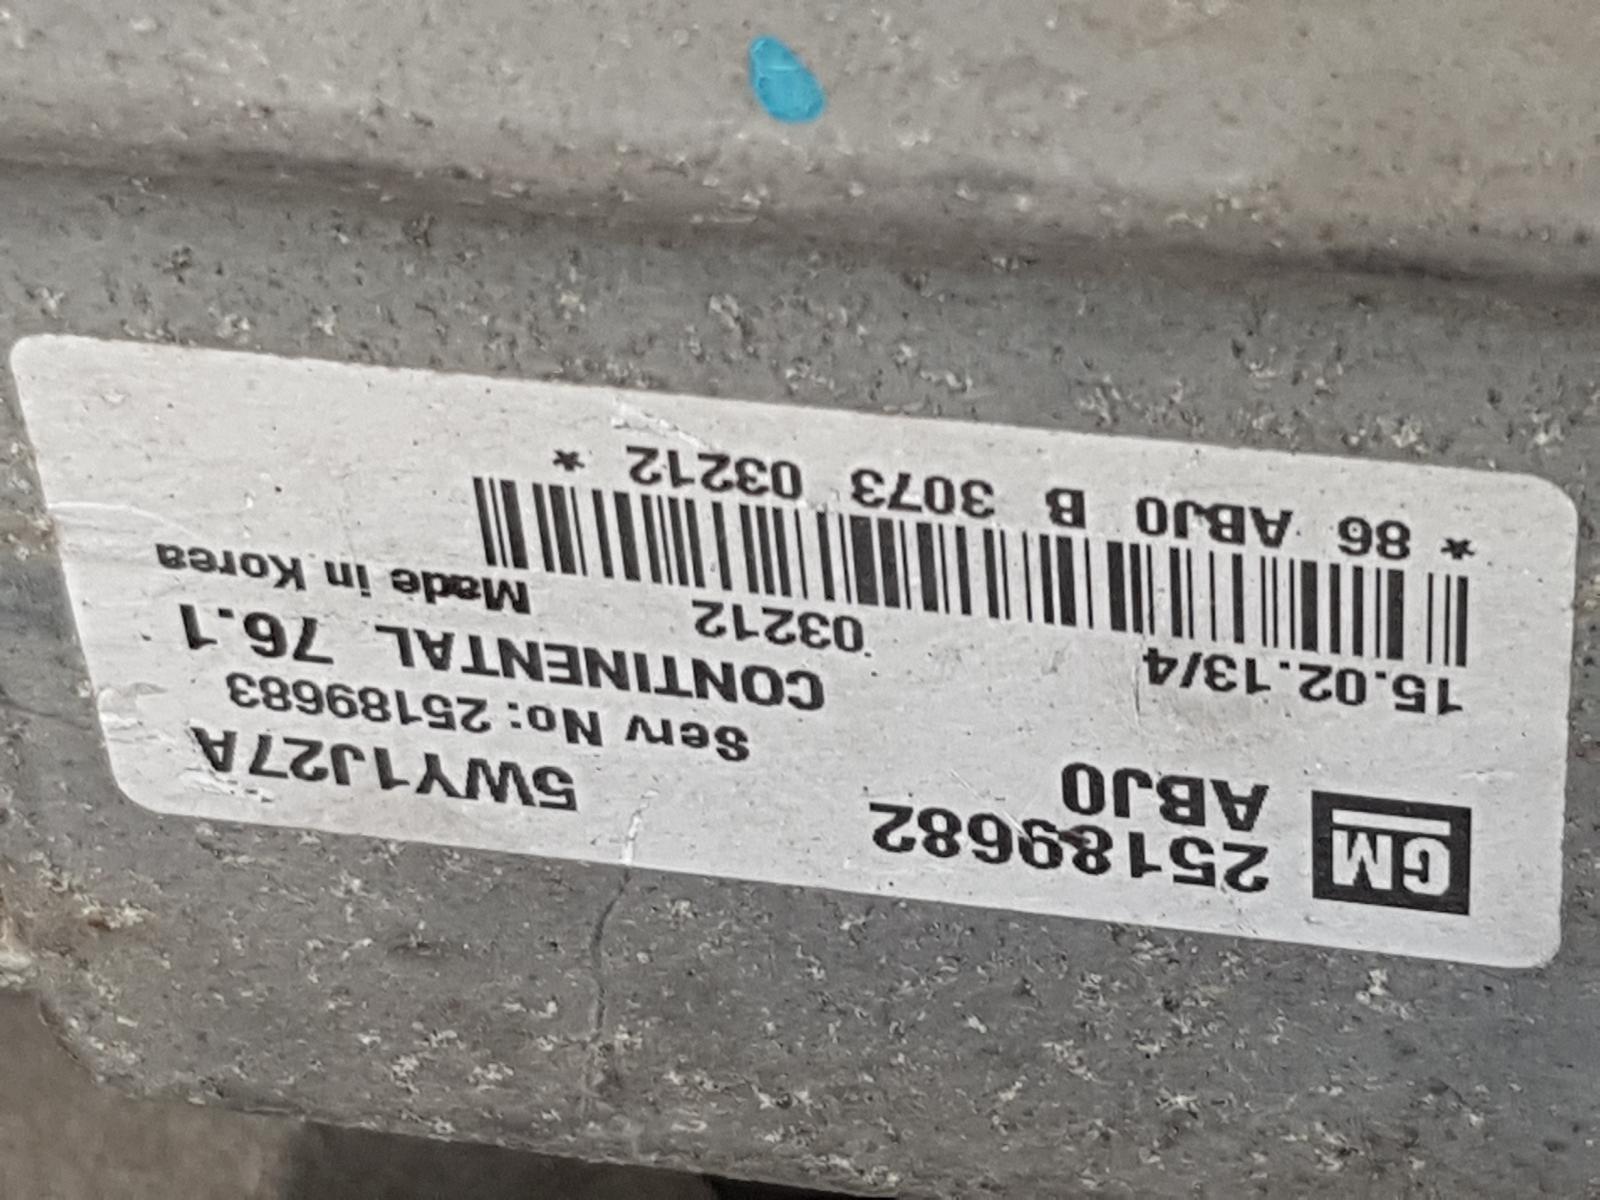 GM
25189682
ABJ0
5WY1J27A
Serv No: 25189683
CONTINENTAL 76.1
15.02.13/4
03212
Made in Korea
* 86 ABJ0 B 3073 03212 *